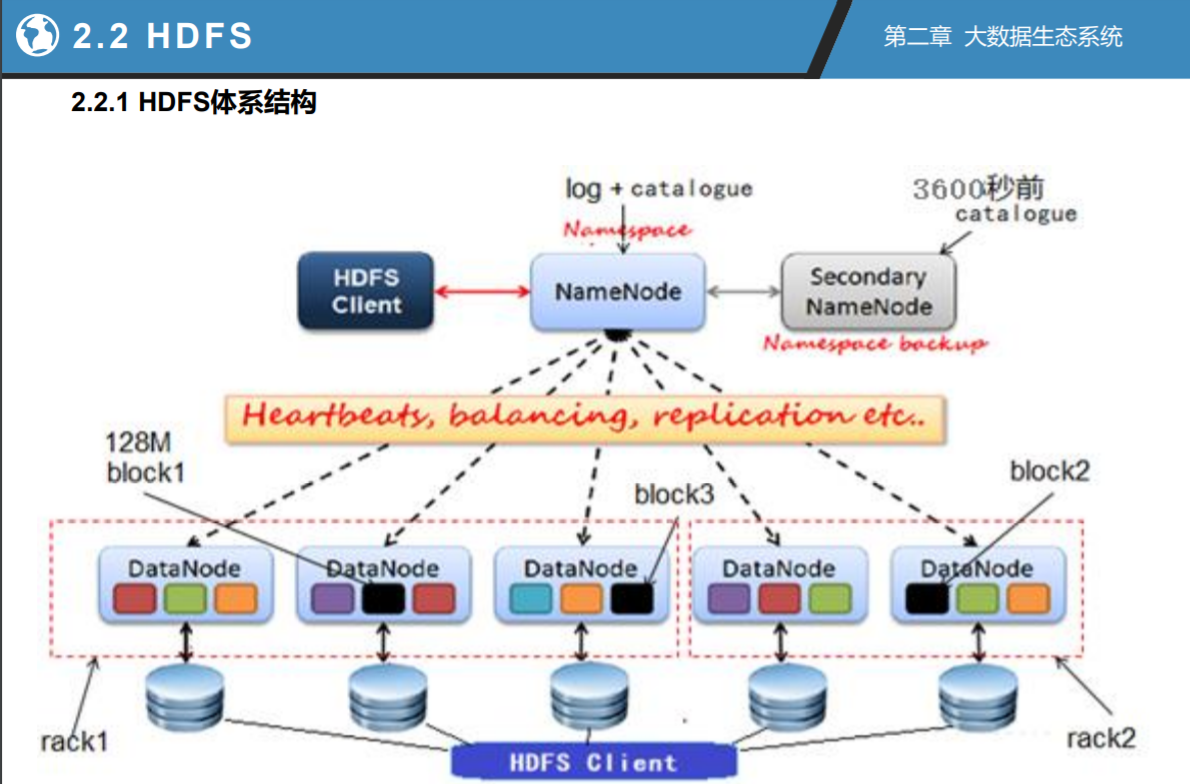 2.2 HDFS
第二章 大数据生态系统
2.2.1 HDFS体系结构
log + catalogue
3600秒前
catalogue
Namespace
HDFS
Client
NameNode
Secondary
NameNode
Namespace backup
Heartbeats, balancing, replication etc..
128M
block1
block3
block2
DataNode
DataNode
DataNode
DataNode
DataNode
rack1
rack2
HDFS Client